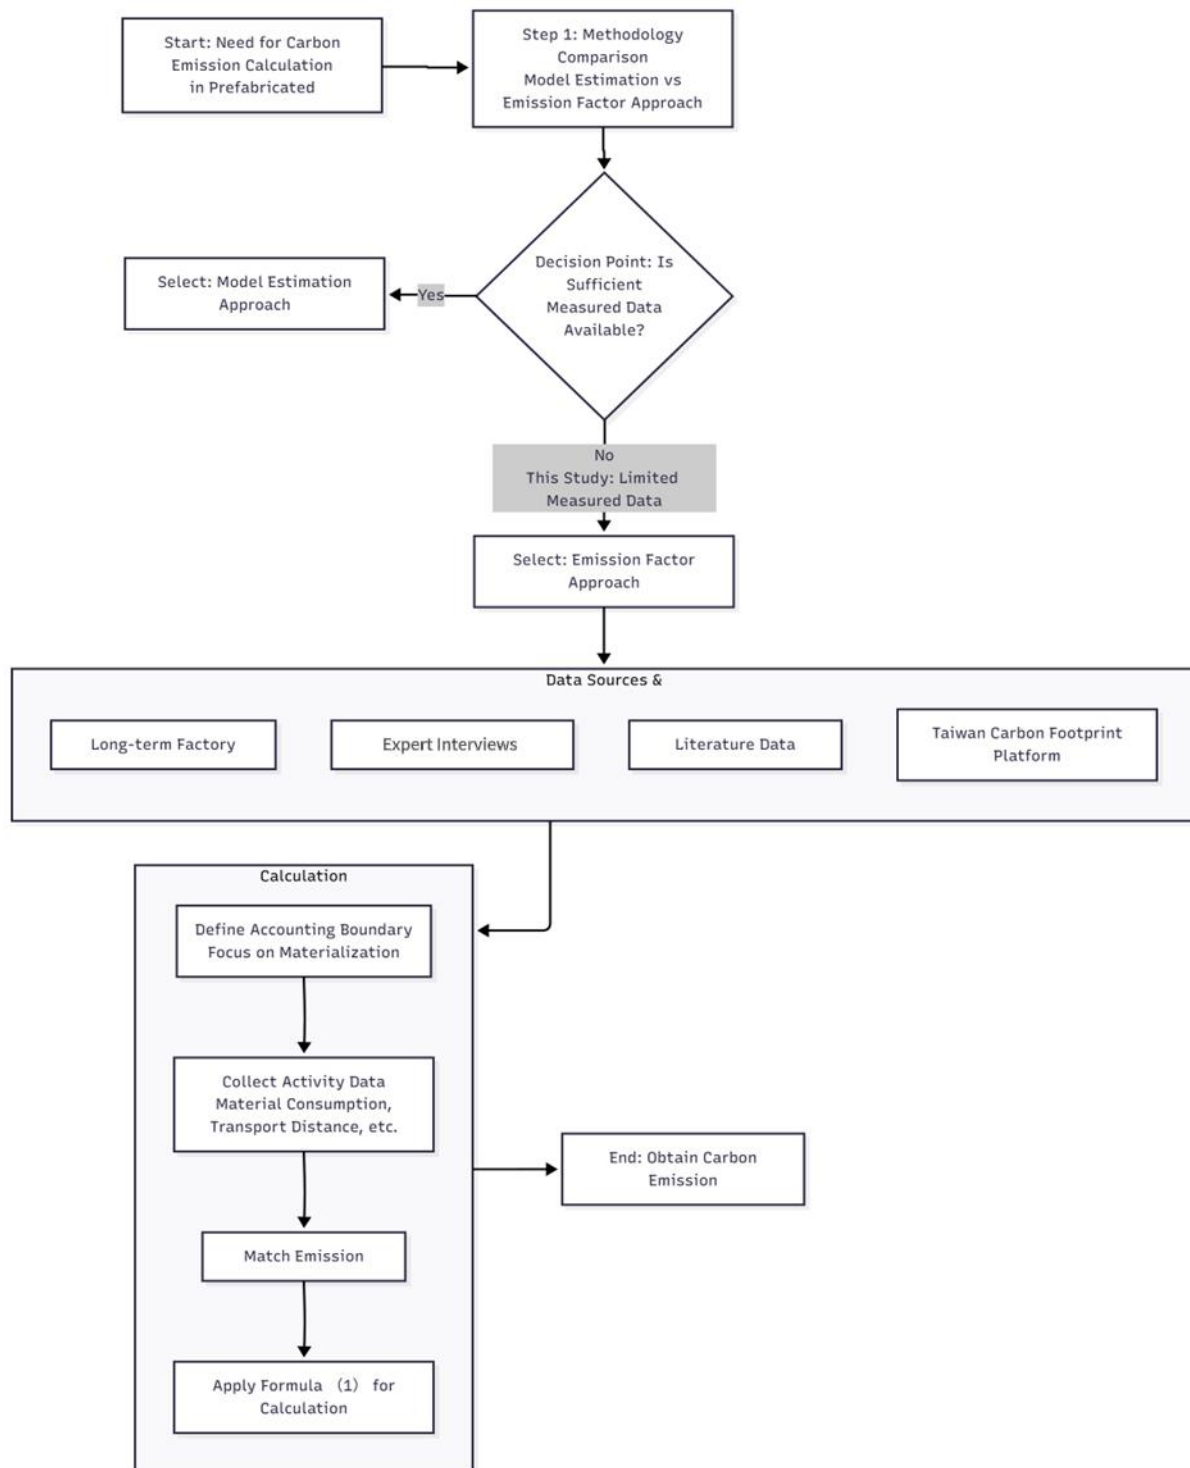 Start: Need for Carbon
Emission Calculation
in Prefabricated
Step 1: Methodology
Comparison
Model Estimation vs
Emission Factor Approach
Decision Point: Is
Sufficient
Measured Data
Available?
Yes
Select: Model Estimation
Approach
No
This Study: Limited
Measured Data
Select: Emission Factor
Approach
Data Sources &
Long-term Factory
Expert Interviews
Literature Data
Taiwan Carbon Footprint
Platform
Calculation
Define Accounting Boundary
Focus on Materialization
Collect Activity Data
Material Consumption,
Transport Distance, etc.
Match Emission
Apply Formula （1） for
Calculation
End: Obtain Carbon
Emission